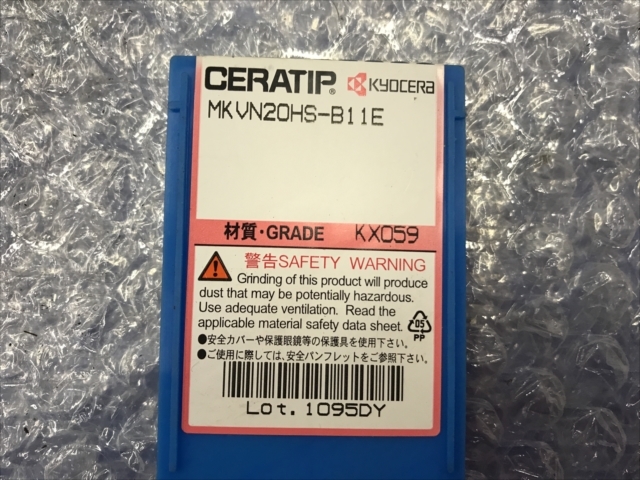 CERATIP® KYOCERA
MKVN20HS-B11E
材質・GRADE KX059
警告SAFETY WARNING
Grinding of this product will produce
dust that may be potentially hazardous.
Use adequate ventilation. Read the
applicable material safety data sheet.
05
PP
●安全カバーや保護眼鏡等の保護具を使用下さい。
●ご使用に際しては、安全パンフレットをご参照下さい。
Lot. 1095DY